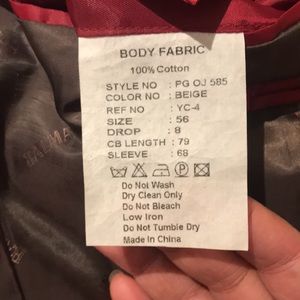 BODY FABRIC
100% Cotton
STYLE NO : PG OJ 585
COLOR NO : BEIGE
REF NO : YC-4
SIZE : 56
DROP : 8
CB LENGTH : 79
SLEEVE : 68
Do Not Wash
Dry Clean Only
Do Not Bleach
Low Iron
Do Not Tumble Dry
Made In China